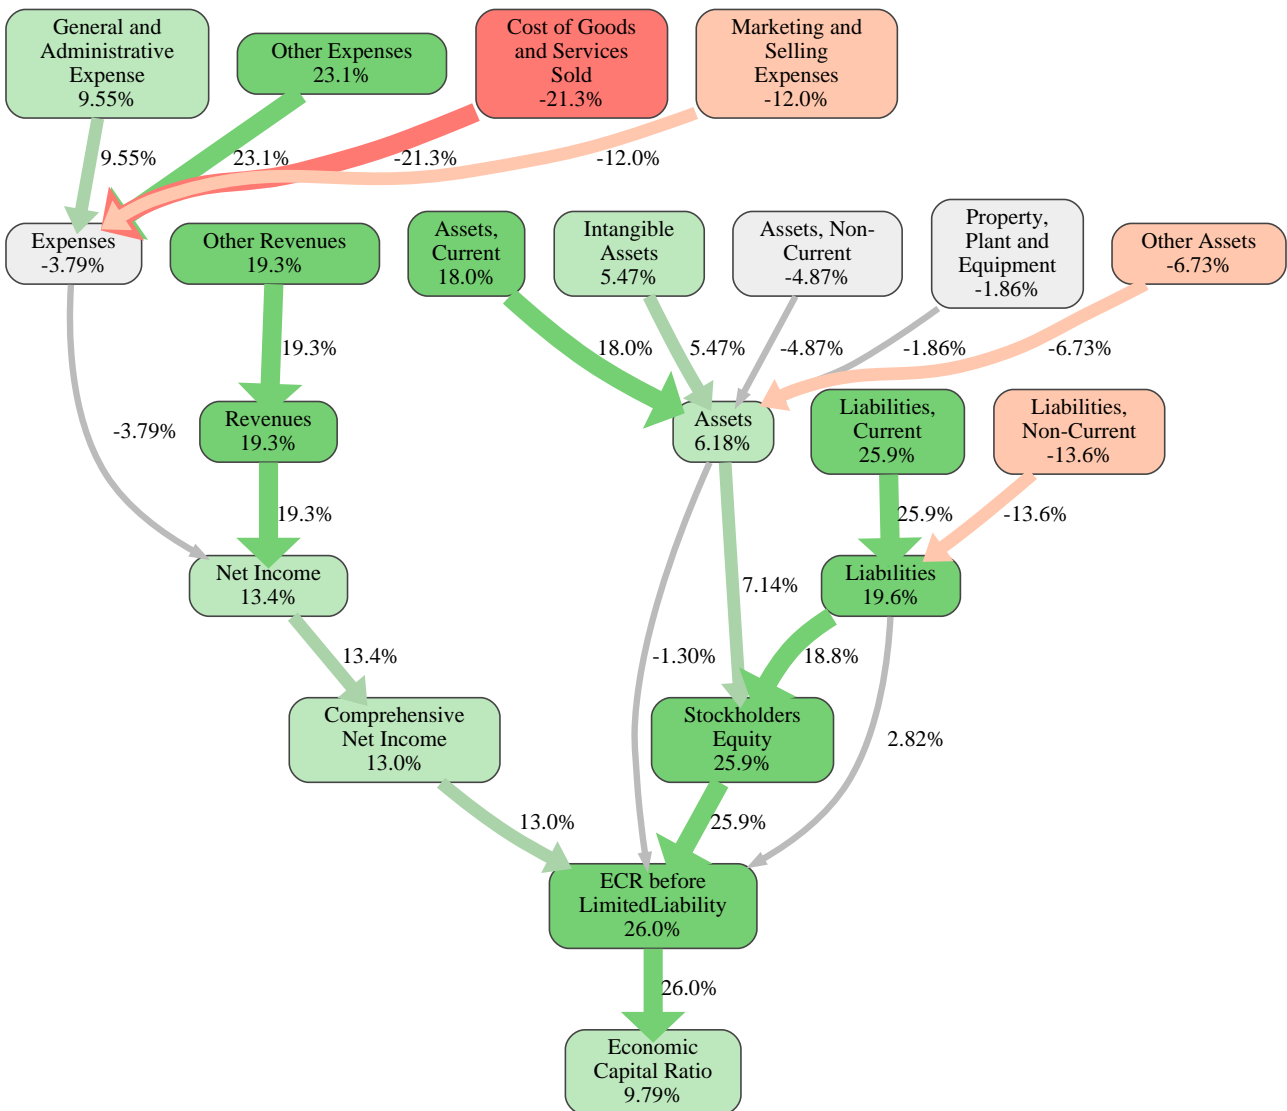 General and
Administrative
Expense
9.55%
Other Expenses
23.1%
Cost of Goods
and Services
Sold
-21.3%
Marketing and
Selling
Expenses
-12.0%
9.55%
23.1%
-21.3%
-12.0%
Expenses
-3.79%
Other Revenues
19.3%
Assets,
Current
18.0%
Intangible
Assets
5.47%
Assets, Non-
Current
-4.87%
Property,
Plant and
Equipment
-1.86%
Other Assets
-6.73%
19.3%
18.0%
5.47%
-4.87%
-1.86%
-6.73%
-3.79%
Revenues
19.3%
Assets
6.18%
Liabilities,
Current
25.9%
Liabilities,
Non-Current
-13.6%
19.3%
25.9%
-13.6%
Net Income
13.4%
7.14%
Liabilities
19.6%
13.4%
-1.30%
18.8%
Comprehensive
Net Income
13.0%
Stockholders
Equity
25.9%
2.82%
13.0%
25.9%
ECR before
LimitedLiability
26.0%
26.0%
Economic
Capital Ratio
9.79%